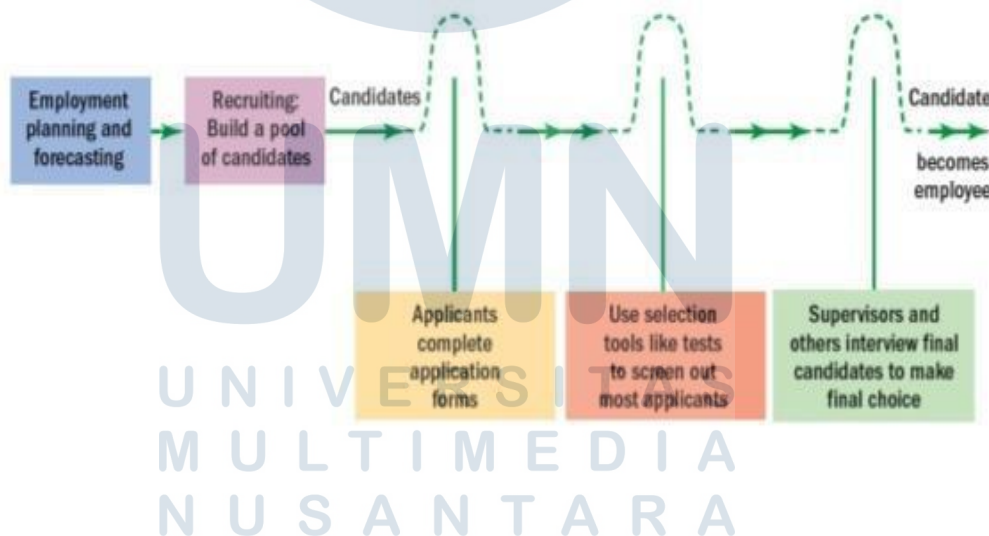 Employment
planning and
forecasting
Recruiting:
Build a pool
of candidates
Candidates
Candidate
becomes
employee
Applicants
complete
application
forms
Use selection
tools like tests
to screen out
most applicants
Supervisors and
others interview final
candidates to make
final choice
UMN
UNIVERSITAS
MULTIMEDIA
NUSANTARA